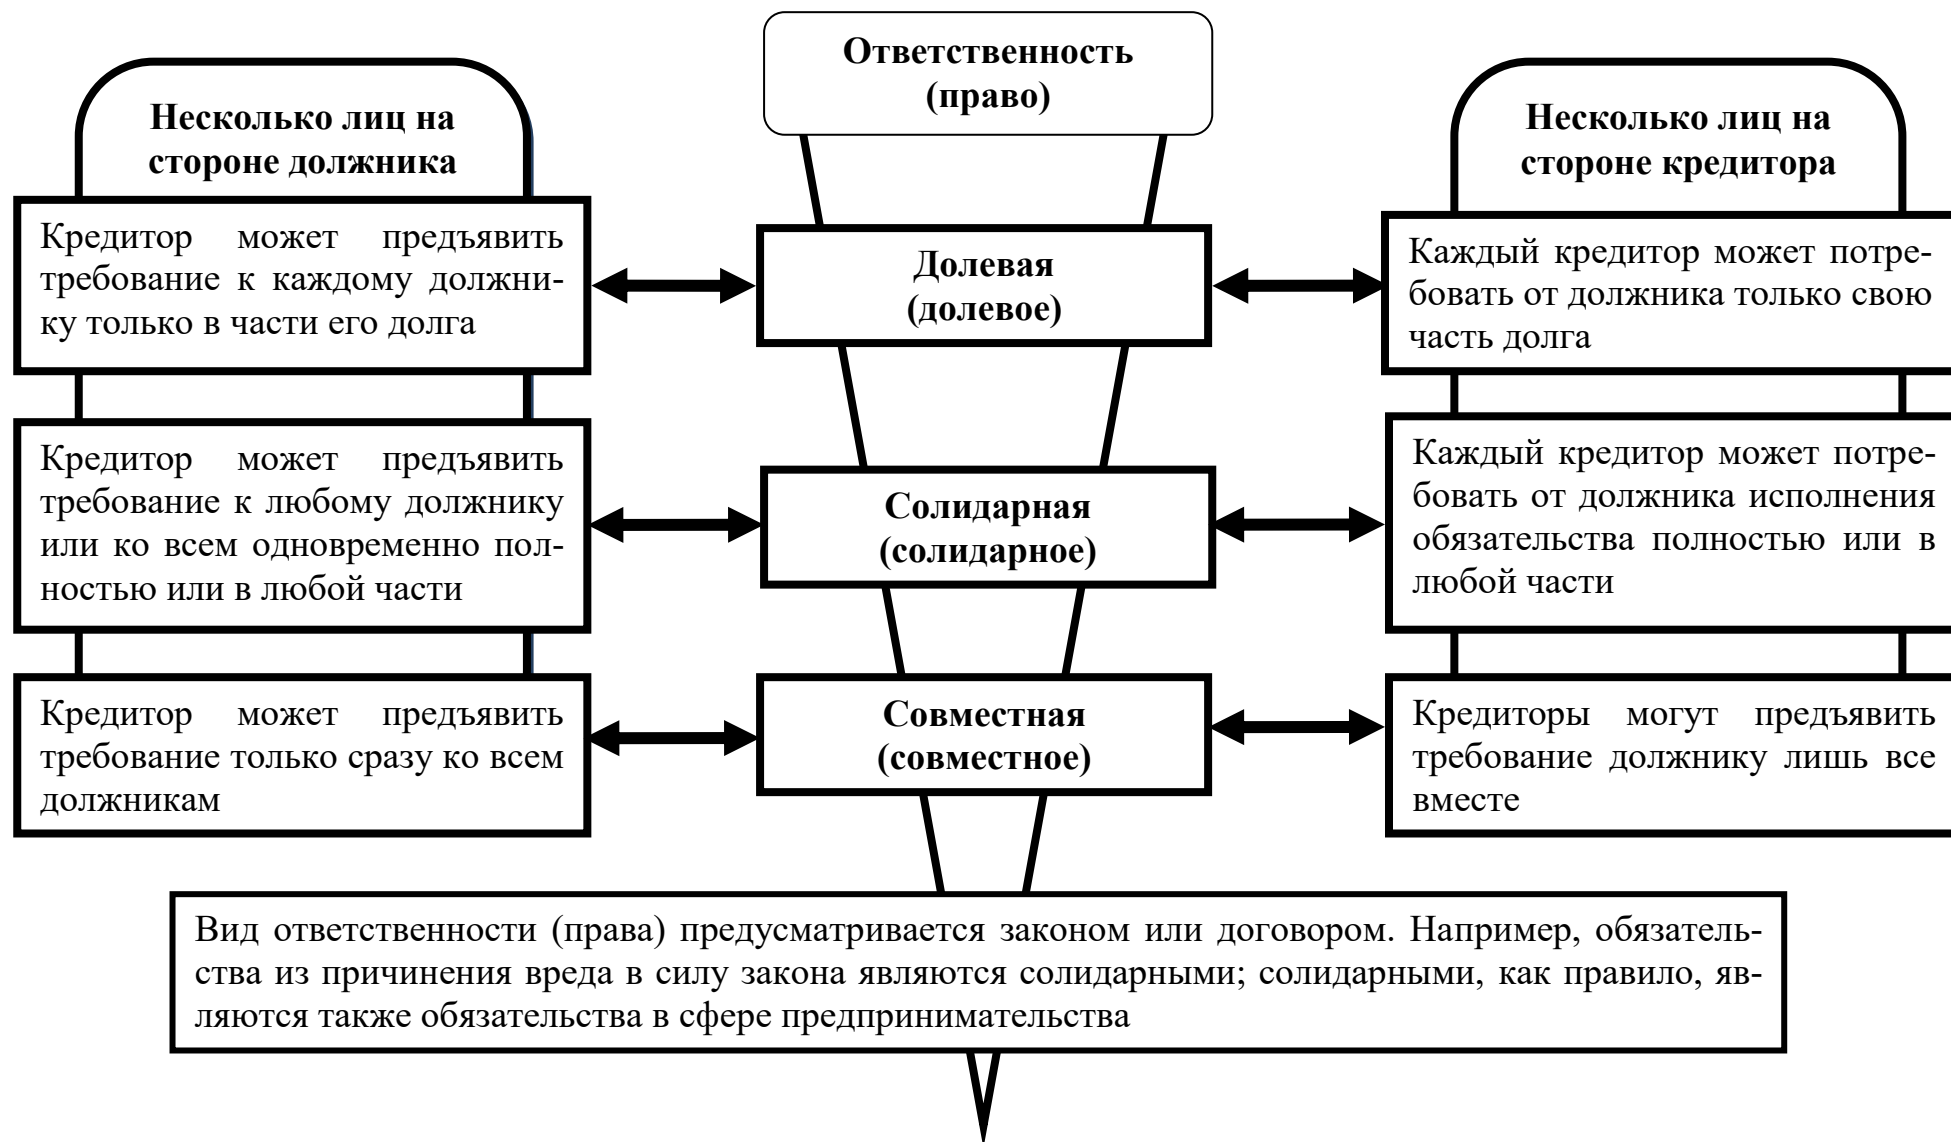 Ответственность
(право)
Несколько лиц на
стороне должника
Несколько лиц на
стороне кредитора
Кредитор может предъявить
требование к каждому должни-
ку только в части его долга
Долевая
(долевое)
Каждый кредитор может потре-
бовать от должника только свою
часть долга
Кредитор может предъявить
требование к любому должнику
или ко всем одновременно пол-
ностью или в любой части
Солидарная
(солидарное)
Каждый кредитор может потре-
бовать от должника исполнения
обязательства полностью или в
любой части
Кредитор может предъявить
требование только сразу ко всем
должникам
Совместная
(совместное)
Кредиторы могут предъявить
требование должнику лишь все
вместе
Вид ответственности (права) предусматривается законом или договором. Например, обязатель-
ства из причинения вреда в силу закона являются солидарными; солидарными, как правило, яв-
ляются также обязательства в сфере предпринимательства